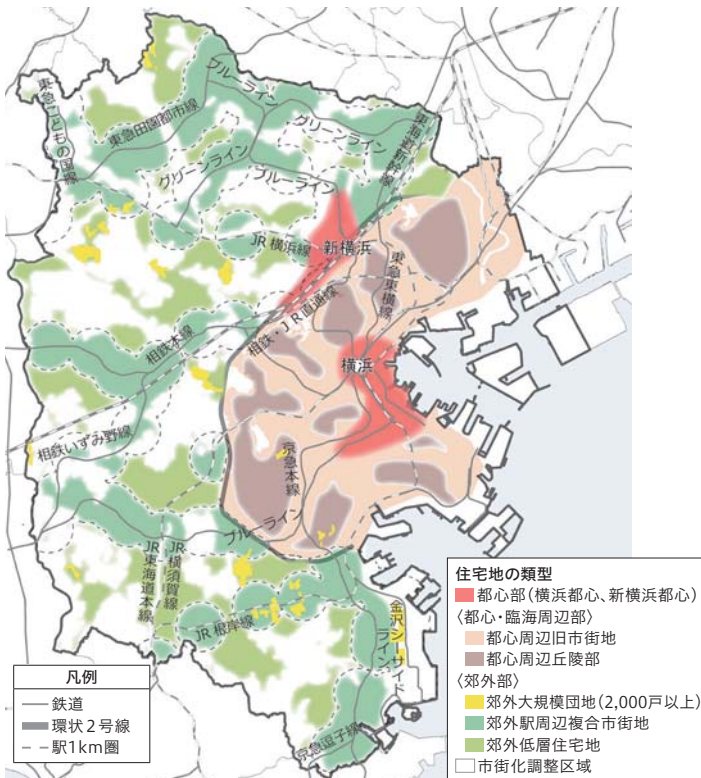 東急こどもの国線
東急田園都市線
ブルーライン
グリーンライン
東海道新幹線
グリーンライン
ブルーライン
JR横浜線
新横浜
東急東横線
相鉄・JR直通線
相鉄本線
横浜
相鉄いずみ野線
京急本線
ブルーライン
JR東海道本線
JR横須賀線
JR根岸線
金沢シーサイドライン
京急逗子線
凡例
鉄道
環状2号線
駅1km圏
住宅地の類型
都心部(横浜都心、新横浜都心)
〈都心・臨海周辺部〉
都心周辺旧市街地
都心周辺丘陵部
〈郊外部〉
郊外大規模団地(2,000戸以上)
郊外駅周辺複合市街地
郊外低層住宅地
市街化調整区域